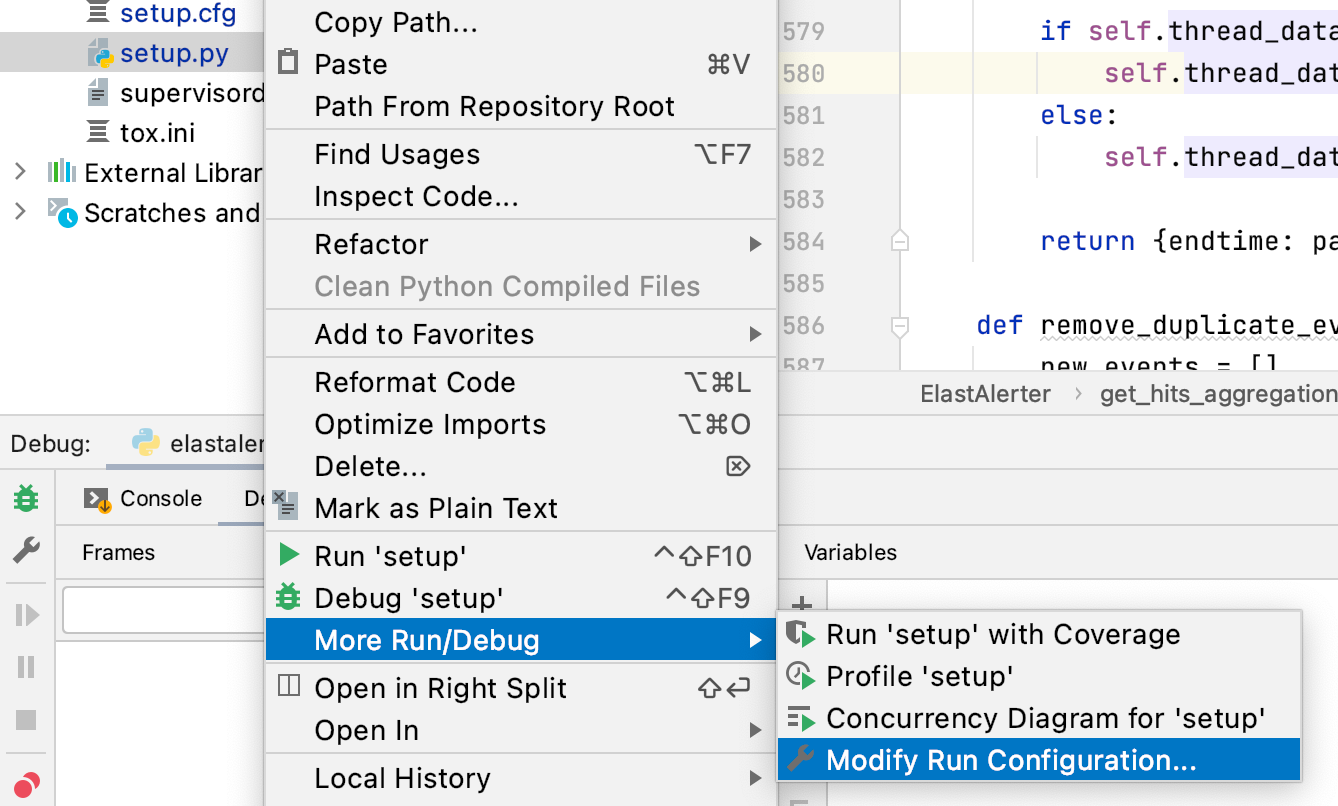 setup.cfg
setup.py
supervisord
tox.ini
External Librar
Scratches and
Copy Path...
Paste ⌘V
Path From Repository Root
Find Usages ⌥F7
Inspect Code...
Refactor
Clean Python Compiled Files
Add to Favorites
Reformat Code ⌥⌘L
Optimize Imports ⌥⌘O
Delete... ⌦
Mark as Plain Text
Run 'setup' ^⇧F10
Debug 'setup' ^⇧F9
More Run/Debug
Open in Right Split ⇧↩
Open In
Local History
Run 'setup' with Coverage
Profile 'setup'
Concurrency Diagram for 'setup'
Modify Run Configuration...
579 if self.thread_data
580 self.thread_dat
581 else:
582 self.thread_dat
583
584 return {endtime: pa
585
586 def remove_duplicate_ev
587 new_events = []
ElastAlerter › get_hits_aggregation
Debug: elastaler
Console De
Frames
Variables